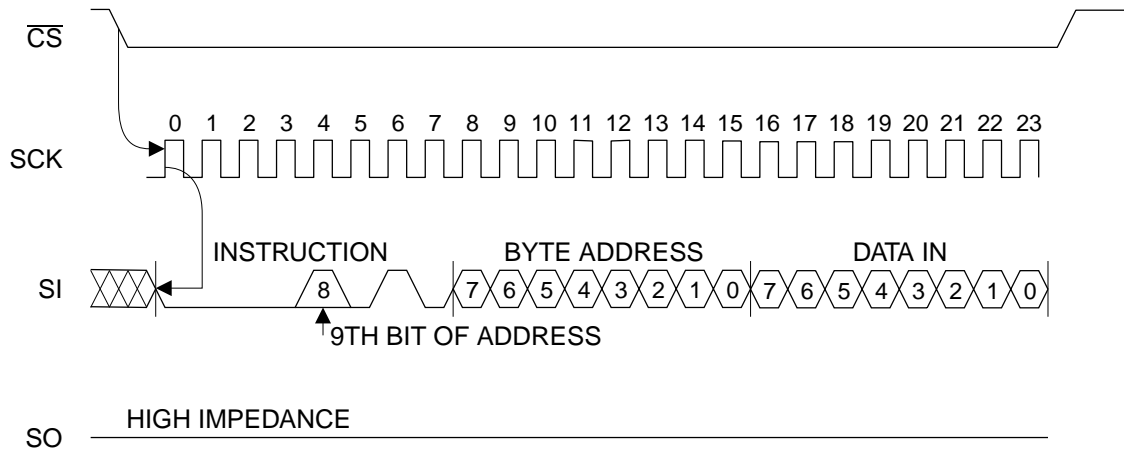 CS
0 1 2 3 4 5 6 7 8 9 10 11 12 13 14 15 16 17 18 19 20 21 22 23
SCK
INSTRUCTION BYTE ADDRESS DATA IN
SI 8 7 6 5 4 3 2 1 0 7 6 5 4 3 2 1 0
9TH BIT OF ADDRESS
HIGH IMPEDANCE
SO